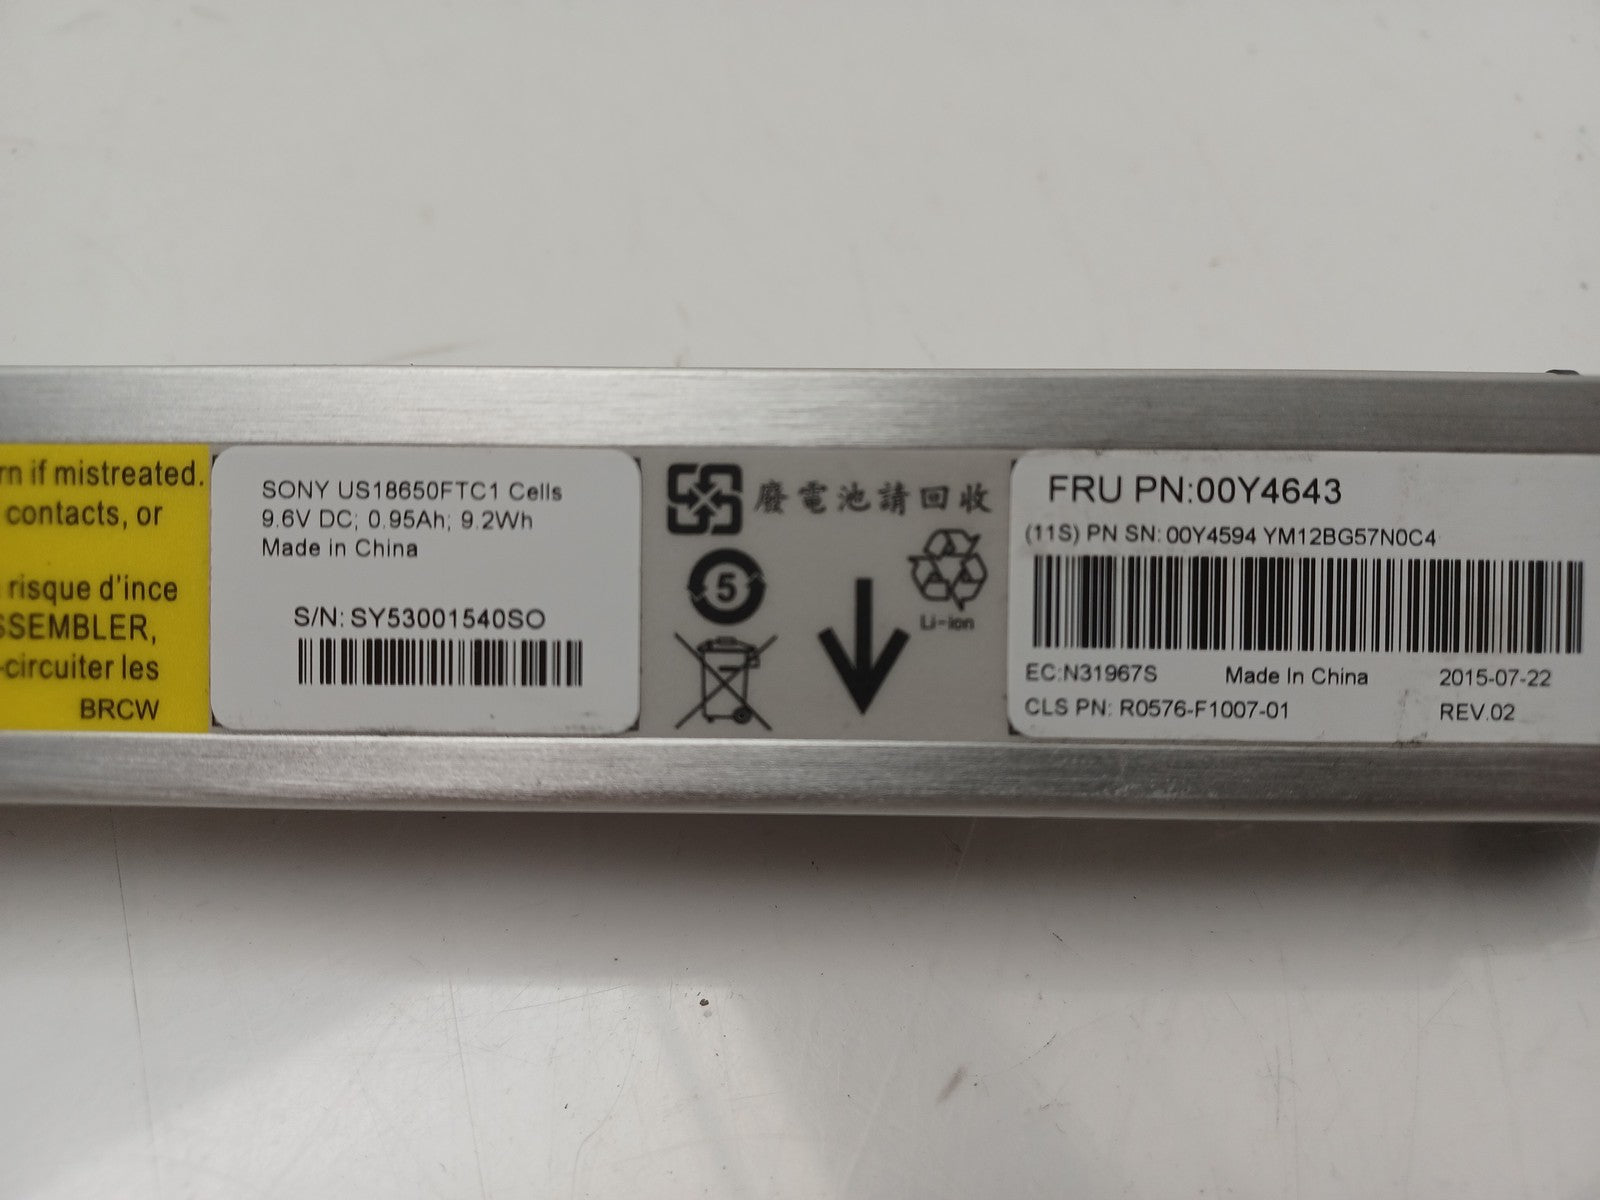 rn if mistreated.
contacts, or
risque d'ince
SSEMBLER,
-circuiter les
BRCW
SONY US18650FTC1 Cells
9.6V DC; 0.95Ah; 9.2Wh
Made in China
S/N: SY53001540SO
廢電池請回收
5
Li-ion
FRU PN:00Y4643
(11S) PN SN: 00Y4594 YM12BG57N0C4
EC:N31967S Made In China 2015-07-22
CLS PN: R0576-F1007-01 REV.02